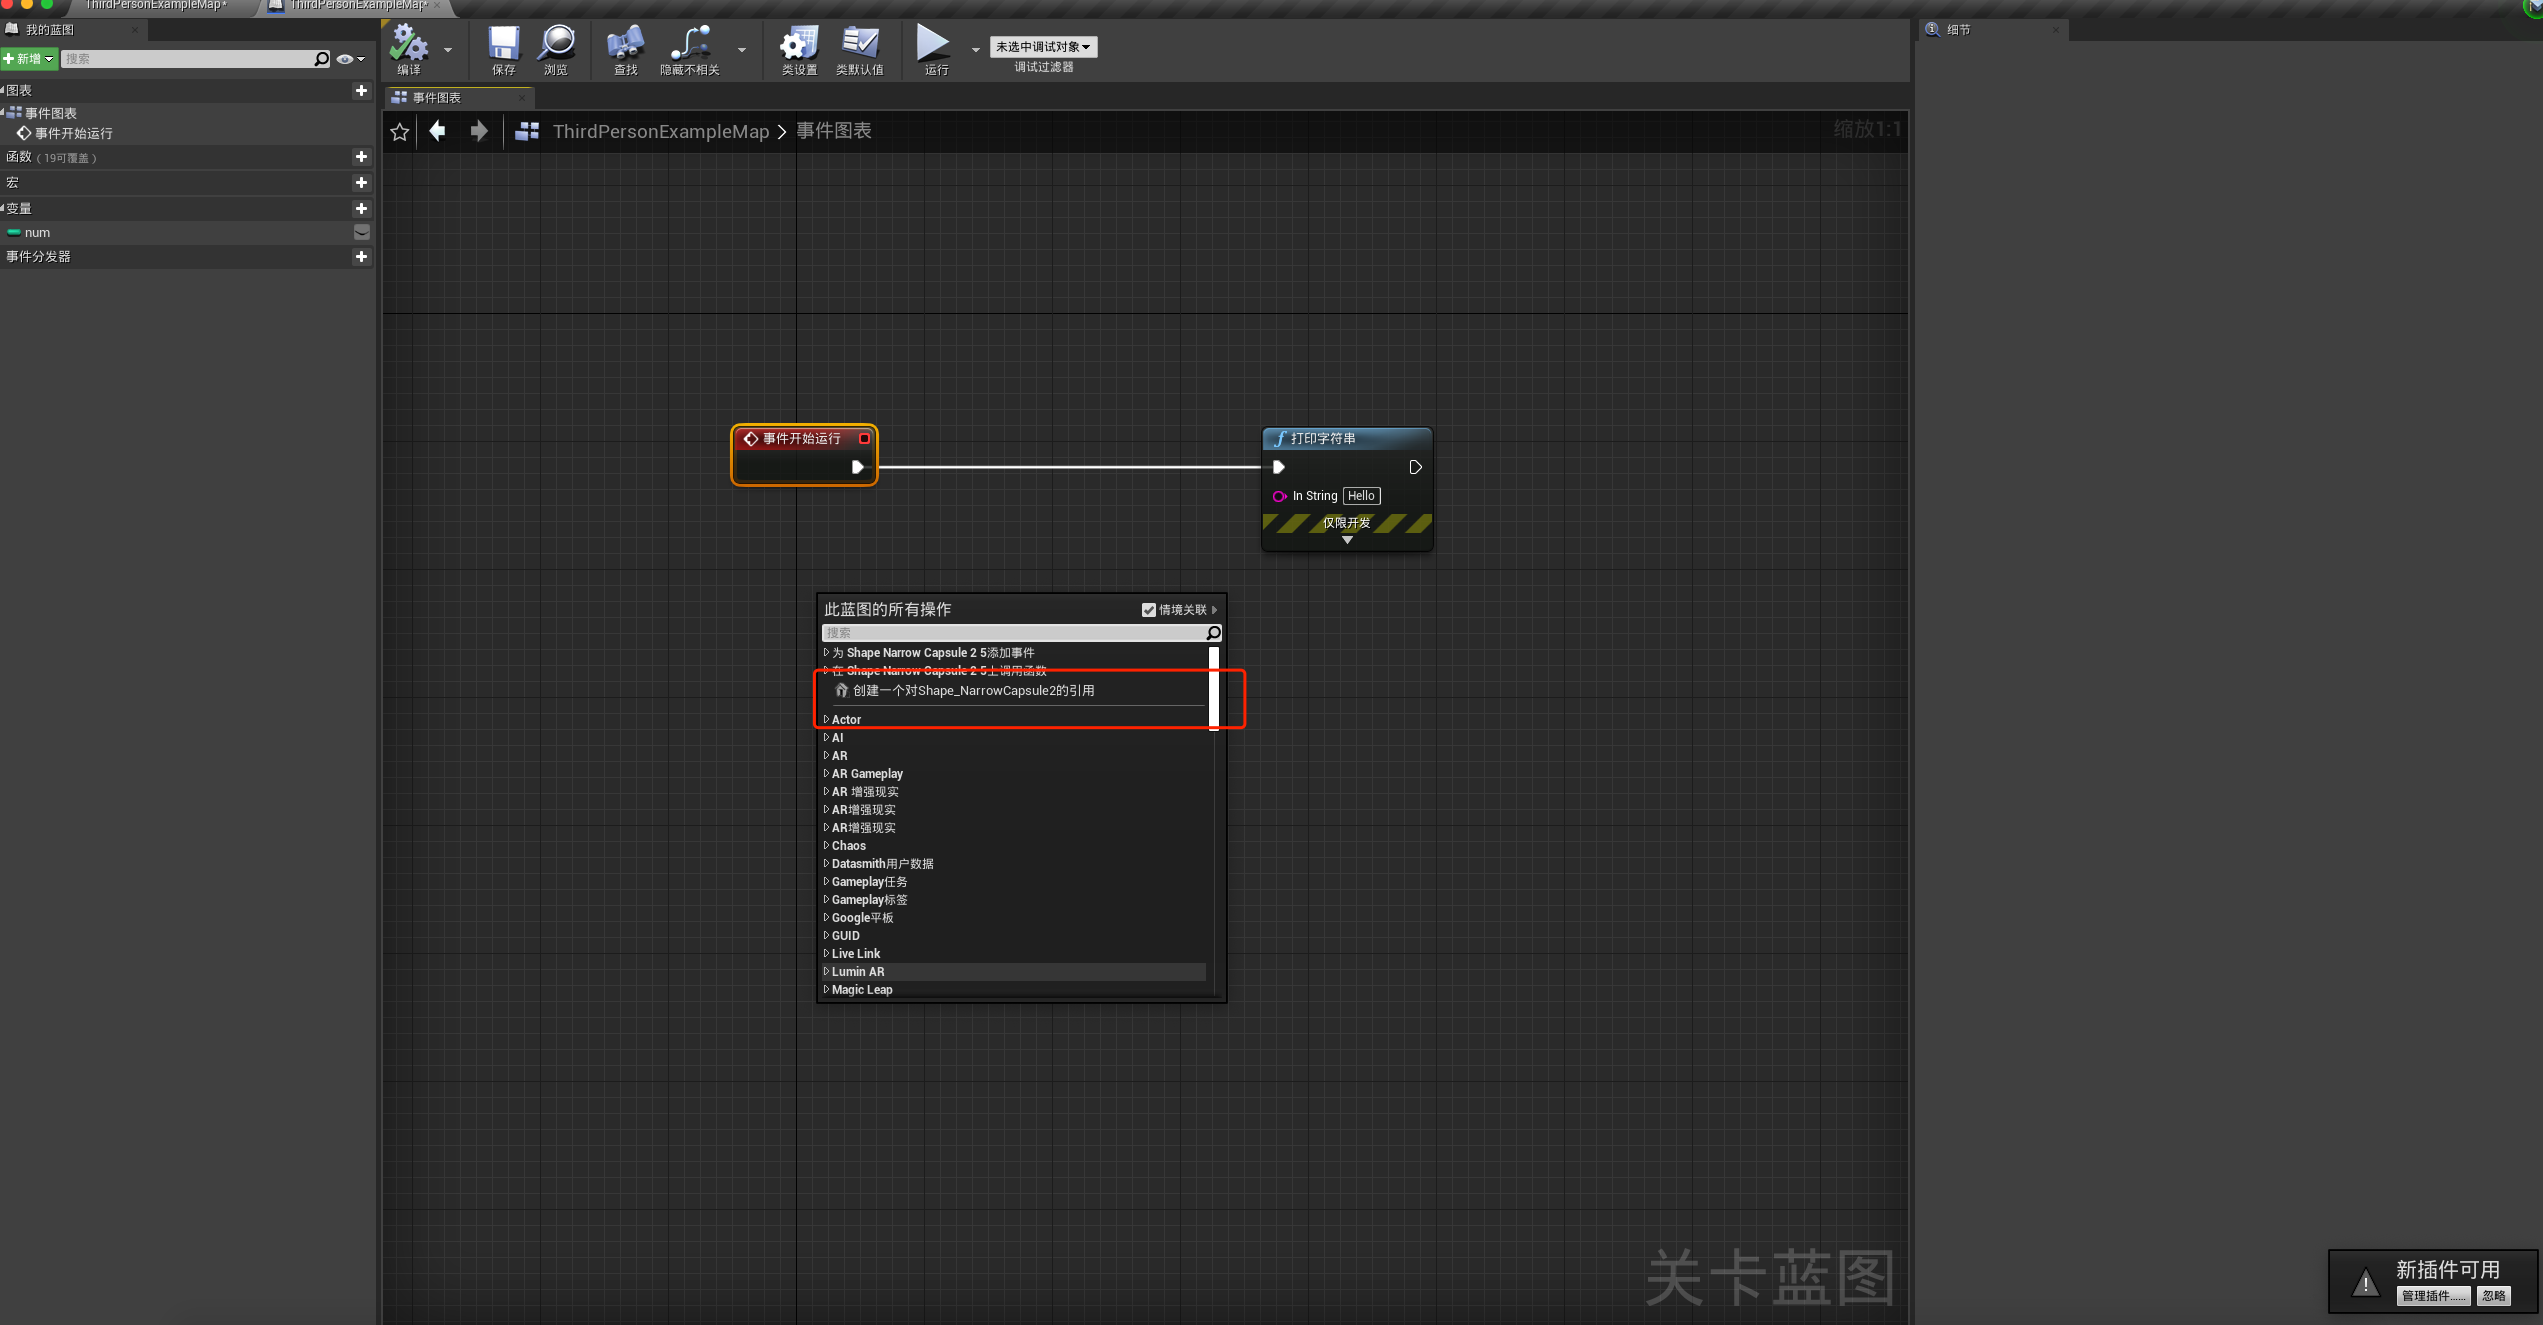 ThirdPersonExampleMap*
ThirdPersonExampleMap*
我的蓝图
细节
新增
搜索
编译
保存
浏览
查找
隐藏不相关
类设置
类默认值
运行
未选中调试对象
调试过滤器
图表
事件图表
事件开始运行
函数 (19可覆盖)
宏
变量
num
事件分发器
事件图表
ThirdPersonExampleMap > 事件图表
缩放1:1
事件开始运行
打印字符串
In String Hello
仅限开发
此蓝图的所有操作
情境关联
搜索
为 Shape Narrow Capsule 2 5添加事件
在 Shape Narrow Capsule 2 5上调用函数
创建一个对Shape_NarrowCapsule2的引用
Actor
AI
AR
AR Gameplay
AR 增强现实
AR增强现实
AR增强现实
Chaos
Datasmith用户数据
Gameplay任务
Gameplay标签
Google平板
GUID
Live Link
Lumin AR
Magic Leap
关卡蓝图
新插件可用
管理插件......
忽略